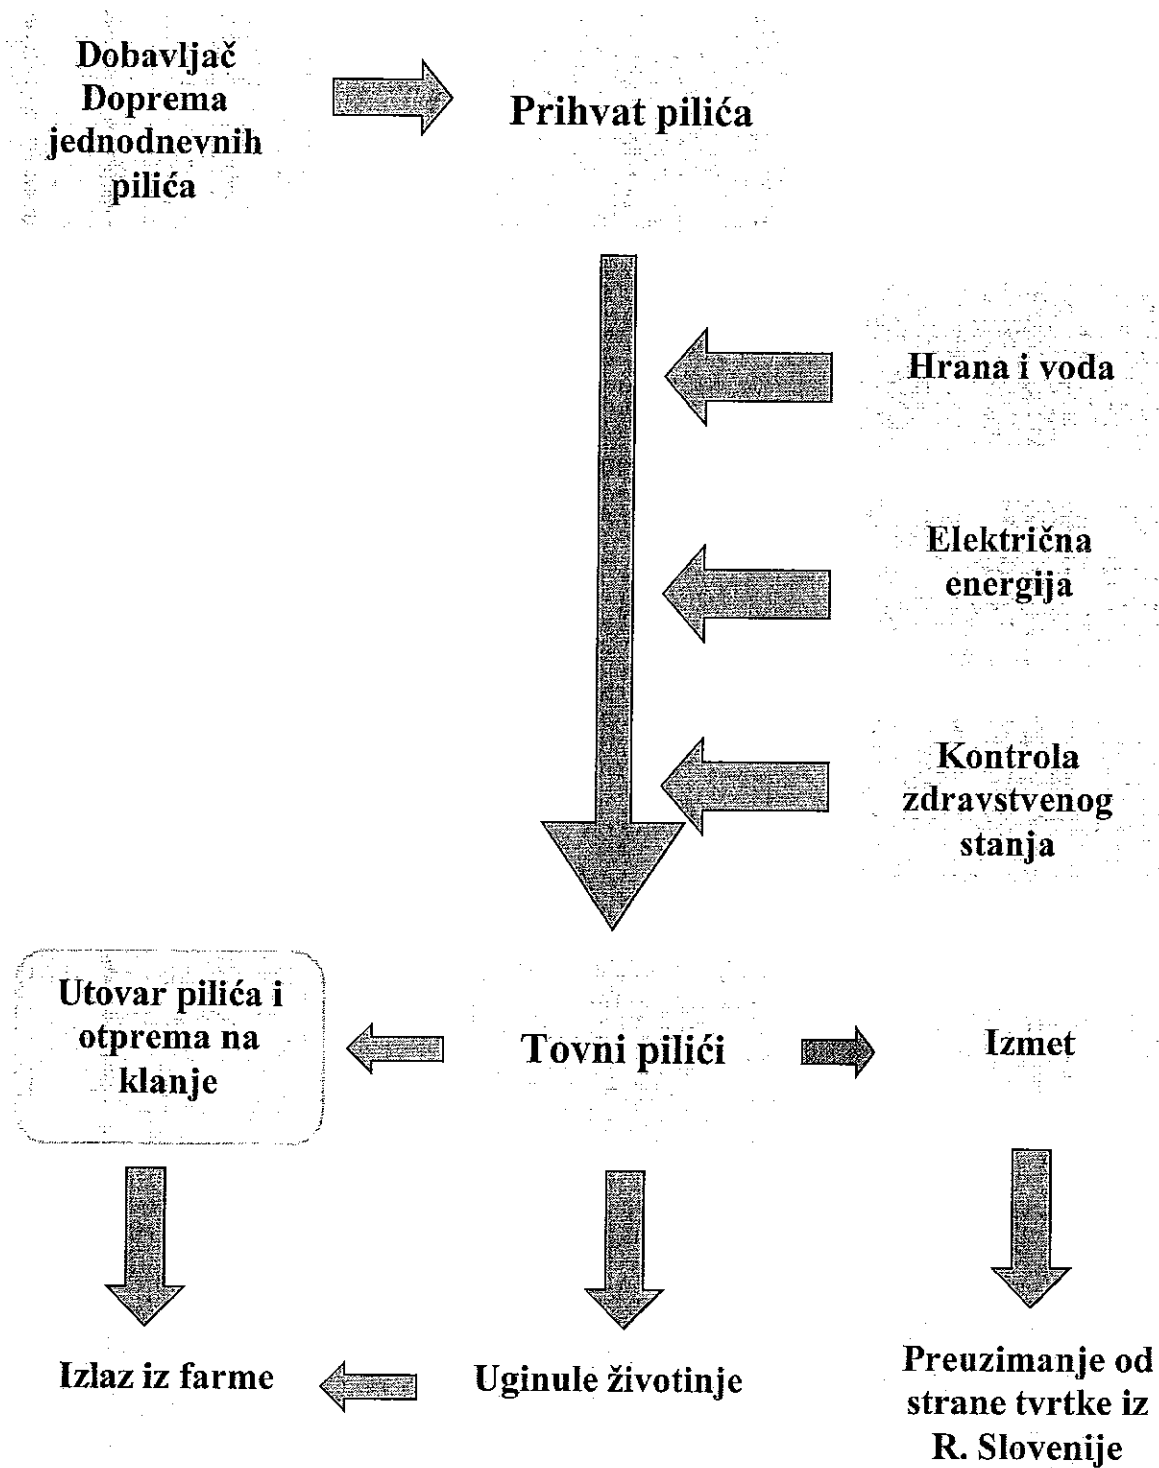 Dobavljač
Doprema
jednodnevnih
pilića
Prihvat pilića
Hrana i voda
Električna
energija
Kontrola
zdravstvenog
stanja
Utovar pilića i
otprema na
klanje
Tovni pilići
Izmet
Izlaz iz farme
Uginule životinje
Preuzimanje od
strane tvrtke iz
R. Slovenije